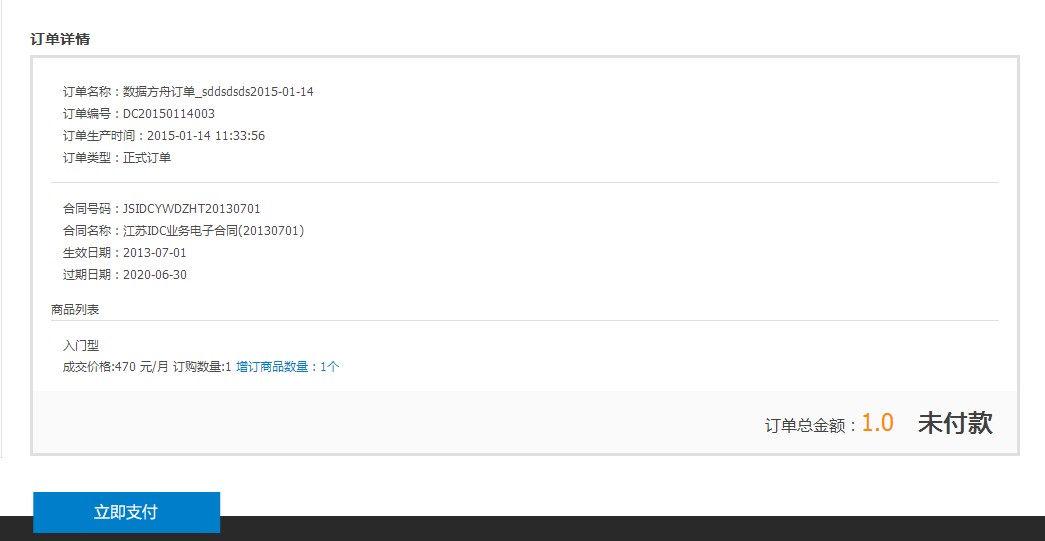 订单详情
订单名称：数据方舟订单_sddsdsds2015-01-14
订单编号：DC20150114003
订单生产时间：2015-01-14 11:33:56
订单类型：正式订单
合同号码：JSIDCYWDZHT20130701
合同名称：江苏IDC业务电子合同(20130701)
生效日期：2013-07-01
过期日期：2020-06-30
商品列表
入门型
成交价格:470 元/月 订购数量:1 增订商品数量：1个
订单总金额：1.0 未付款
立即支付